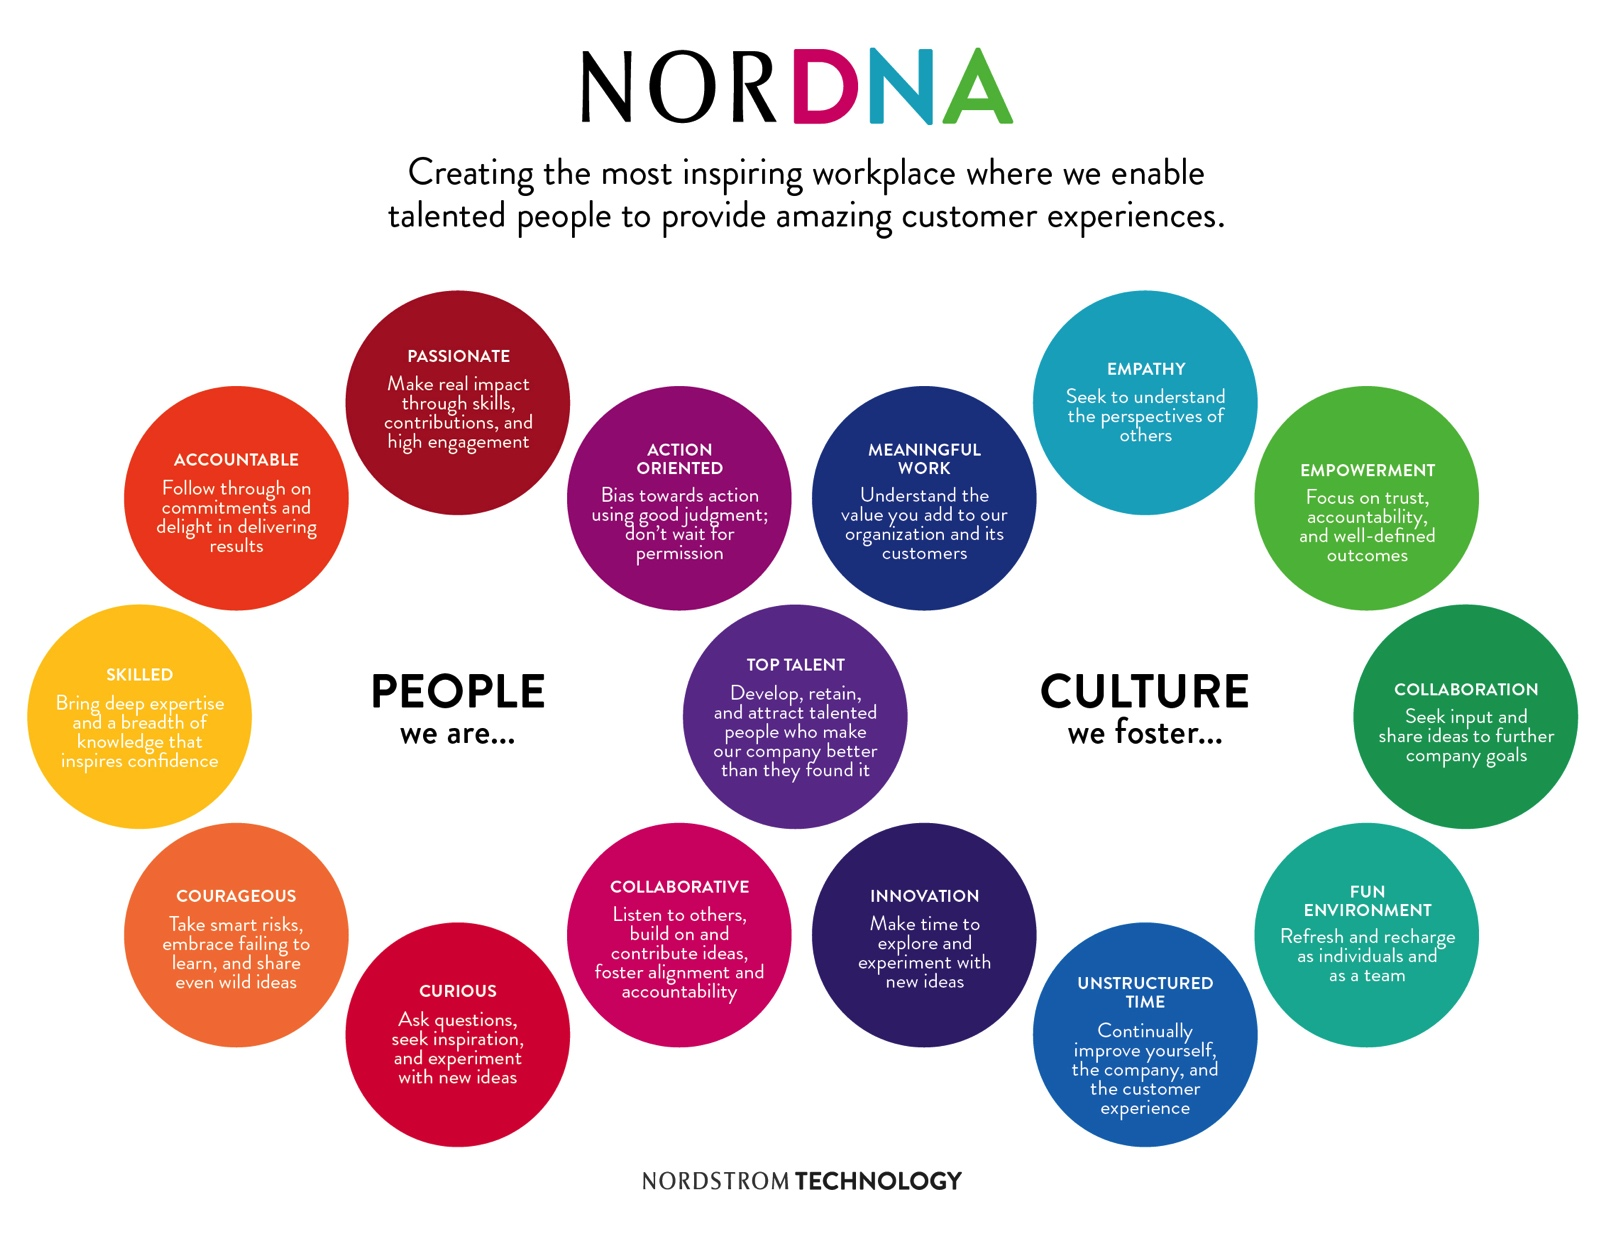 NORDNA
Creating the most inspiring workplace where we enable
talented people to provide amazing customer experiences.
PEOPLE
we are...
PASSIONATE
Make real impact
through skills,
contributions, and
high engagement
ACCOUNTABLE
Follow through on
commitments and
delight in delivering
results
ACTION
ORIENTED
Bias towards action
using good judgment;
don't wait for
permission
SKILLED
Bring deep expertise
and a breadth of
knowledge that
inspires confidence
COURAGEOUS
Take smart risks,
embrace failing to
learn, and share
even wild ideas
CURIOUS
Ask questions,
seek inspiration,
and experiment
with new ideas
COLLABORATIVE
Listen to others,
build on and
contribute ideas,
foster alignment and
accountability
TOP TALENT
Develop, retain,
and attract talented
people who make
our company better
than they found it
CULTURE
we foster...
MEANINGFUL
WORK
Understand the
value you add to our
organization and its
customers
EMPATHY
Seek to understand
the perspectives of
others
EMPOWERMENT
Focus on trust,
accountability,
and well-defined
outcomes
COLLABORATION
Seek input and
share ideas to further
company goals
FUN
ENVIRONMENT
Refresh and recharge
as individuals and
as a team
UNSTRUCTURED
TIME
Continually
improve yourself,
the company, and
the customer
experience
INNOVATION
Make time to
explore and
experiment with
new ideas
NORDSTROM TECHNOLOGY